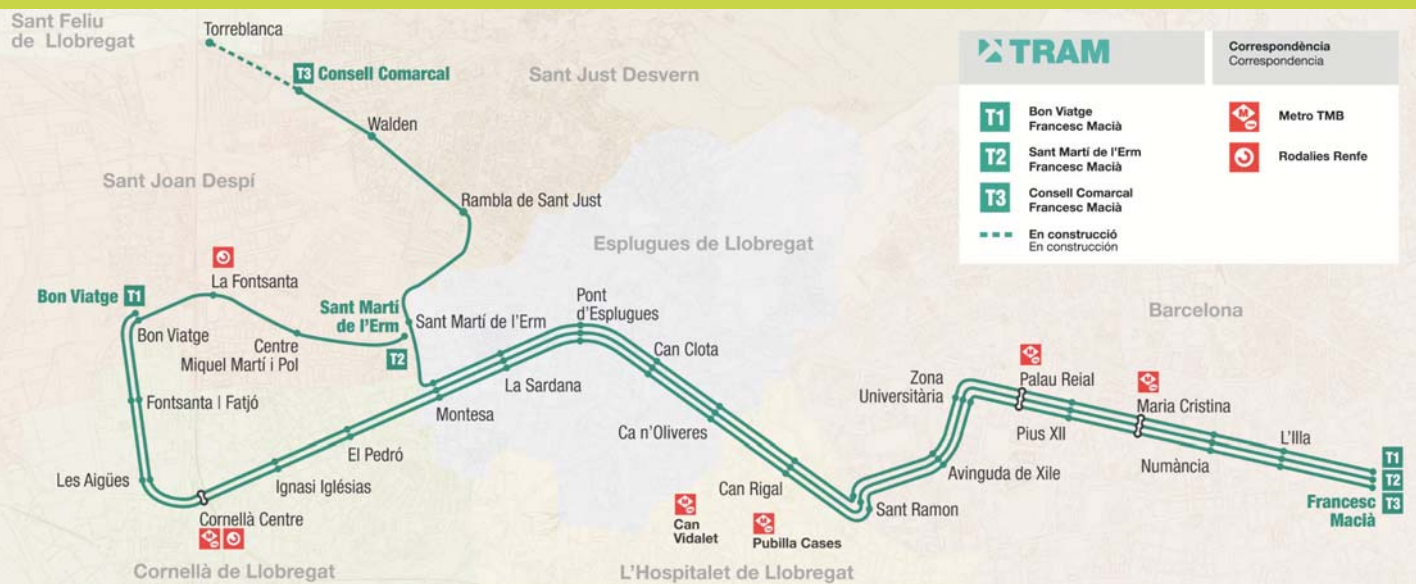 Sant Feliu
de Llobregat
Torreblanca
T3 Consell Comarcal
Sant Just Desvern
Walden
Sant Joan Despí
Rambla de Sant Just
Esplugues de Llobregat
La Fontsanta
Bon Viatge T1
Bon Viatge
Centre
Miquel Martí i Pol
Sant Martí
de l'Erm
T2
Sant Martí de l'Erm
Pont
d'Esplugues
Can Clota
La Sardana
Montesa
Fontsanta | Fatjó
El Pedró
Ca n'Oliveres
Les Aigües
Ignasi Iglésias
Cornellà Centre
Can Rigal
Can
Vidalet
Pubilla Cases
Sant Ramon
Cornellà de Llobregat
L'Hospitalet de Llobregat
Barcelona
Zona
Universitària
Palau Reial
Maria Cristina
Pius XII
L'Illa
Avinguda de Xile
Numància
T1
T2
T3
Francesc
Macià
TRAM
T1
Bon Viatge
Francesc Macià
T2
Sant Martí de l'Erm
Francesc Macià
T3
Consell Comarcal
Francesc Macià
En construcció
En construcción
Correspondència
Correspondencia
M
Metro TMB
Rodalies Renfe